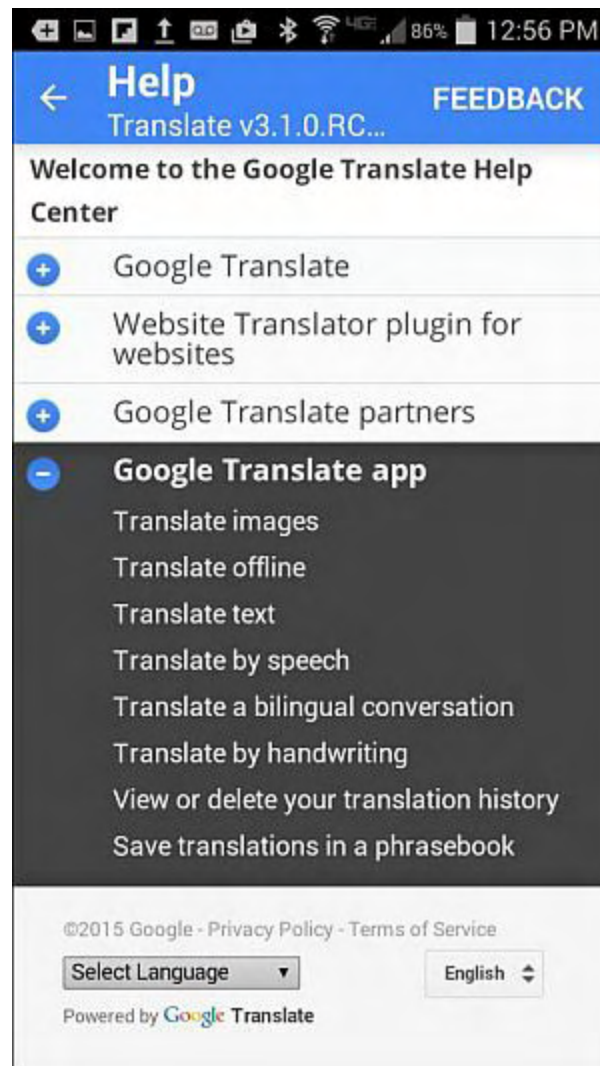 4G 86% 12:56 PM
Help
FEEDBACK
Translate v3.1.0.RC...
Welcome to the Google Translate Help
Center
Google Translate
Website Translator plugin for
websites
Google Translate partners
Google Translate app
Translate images
Translate offline
Translate text
Translate by speech
Translate a bilingual conversation
Translate by handwriting
View or delete your translation history
Save translations in a phrasebook
©2015 Google - Privacy Policy - Terms of Service
Select Language
English
Powered by Google Translate